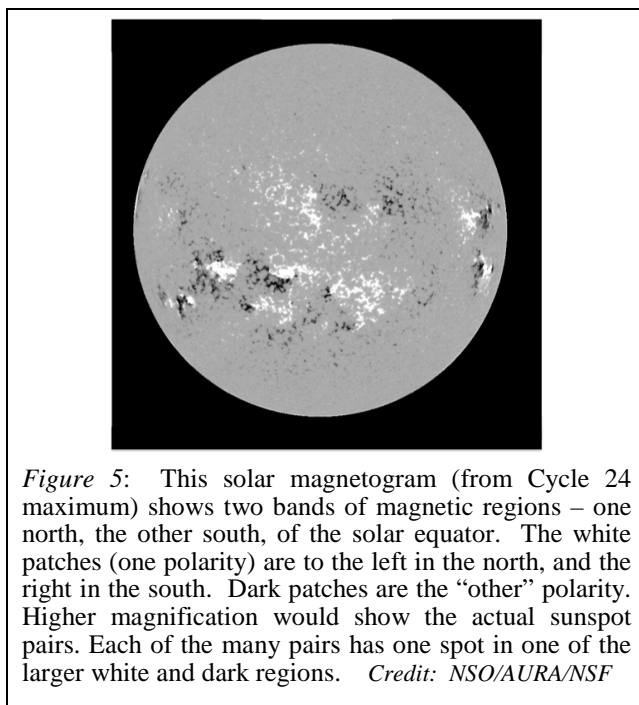 Figure 5: This solar magnetogram (from Cycle 24
maximum) shows two bands of magnetic regions – one
north, the other south, of the solar equator. The white
patches (one polarity) are to the left in the north, and the
right in the south. Dark patches are the “other” polarity.
Higher magnification would show the actual sunspot
pairs. Each of the many pairs has one spot in one of the
larger white and dark regions. Credit: NSO/AURA/NSF